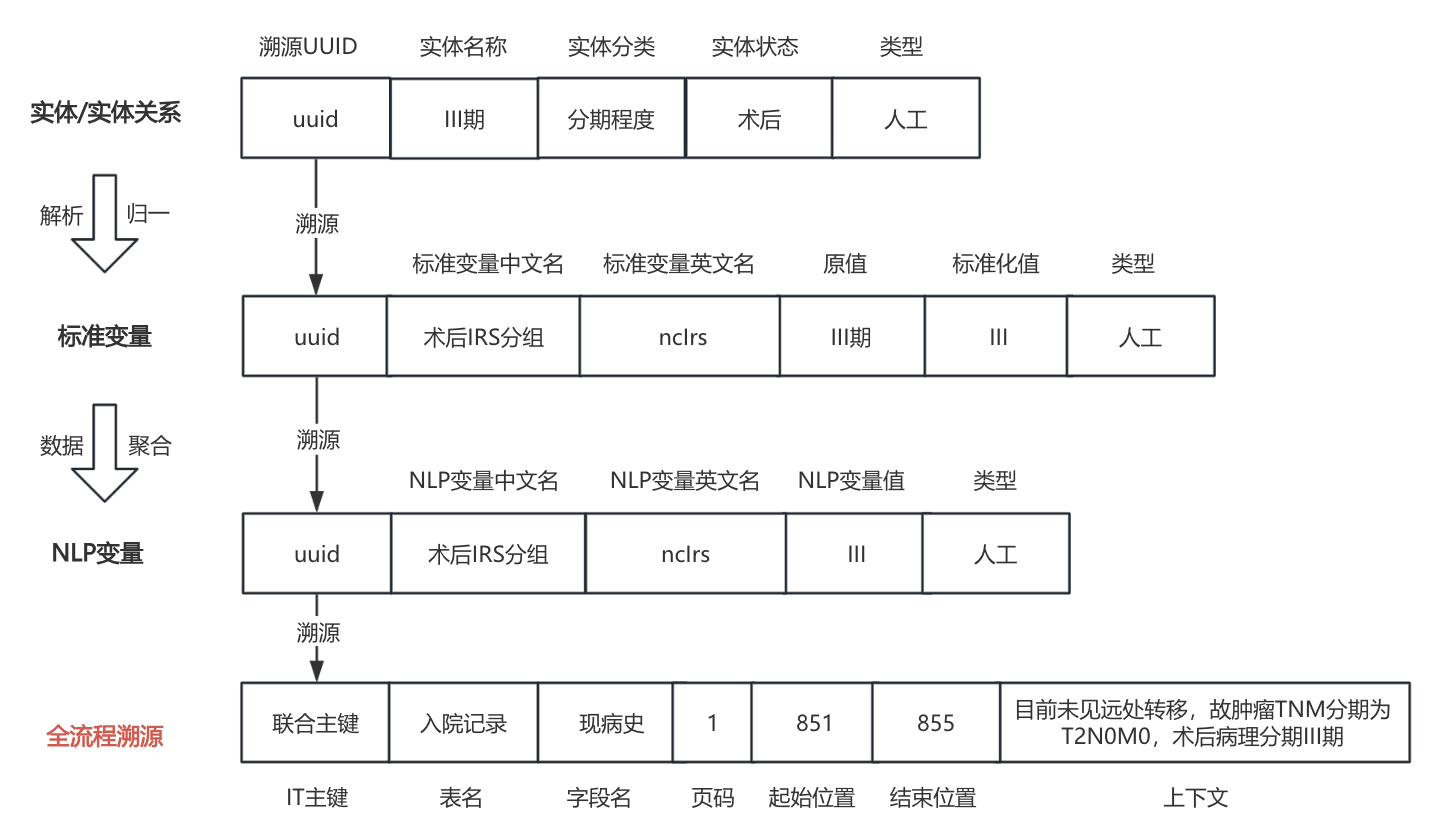 溯源UUID 实体名称 实体分类 实体状态 类型
实体/实体关系 uuid III期 分期程度 术后 人工
解析 归一
溯源
标准变量中文名 标准变量英文名 原值 标准化值 类型
标准变量 uuid 术后IRS分组 ncIrs III期 III 人工
数据 聚合
溯源
NLP变量中文名 NLP变量英文名 NLP变量值 类型
NLP变量 uuid 术后IRS分组 ncIrs III 人工
溯源
全流程溯源 联合主键 入院记录 现病史 1 851 855
目前未见远处转移，故肿瘤TNM分期为
T2N0M0，术后病理分期III期
IT主键 表名 字段名 页码 起始位置 结束位置 上下文